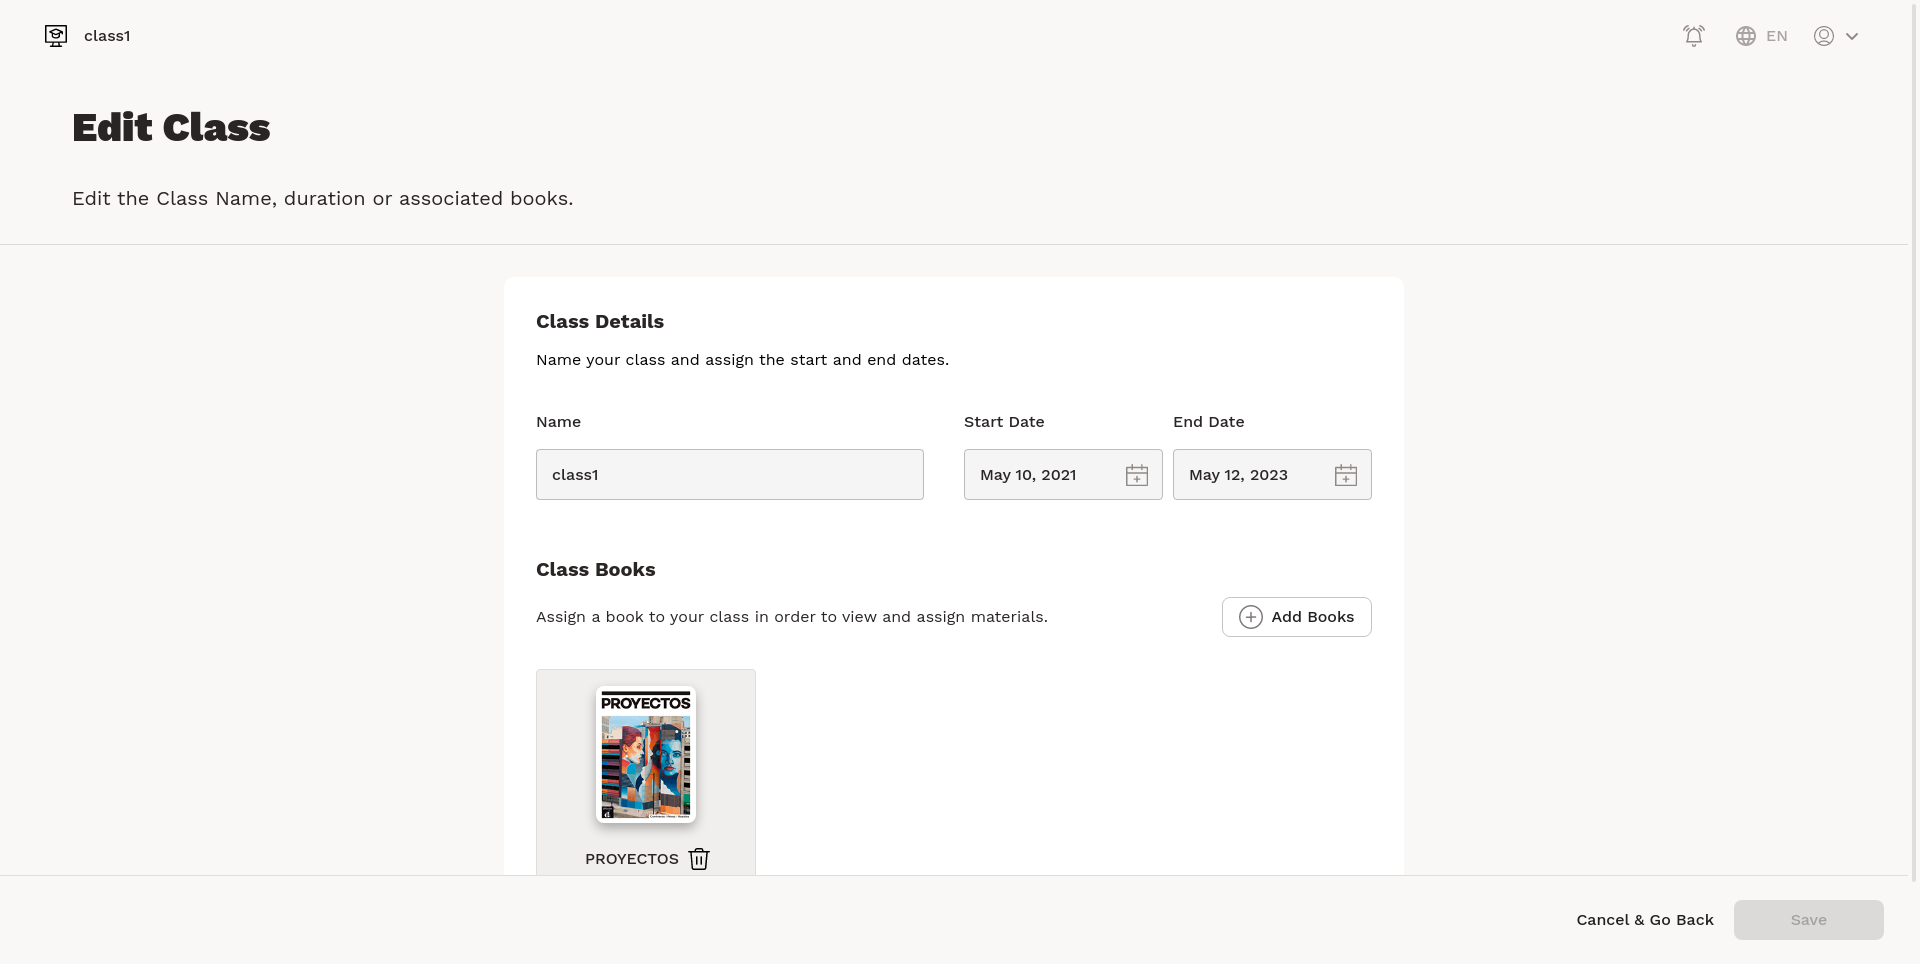 class1
EN
Edit Class
Edit the Class Name, duration or associated books.
Class Details
Name your class and assign the start and end dates.
Name
Start Date
End Date
class1
May 10, 2021
May 12, 2023
Class Books
Assign a book to your class in order to view and assign materials.
Add Books
PROYECTOS
PROYECTOS
Cancel & Go Back
Save